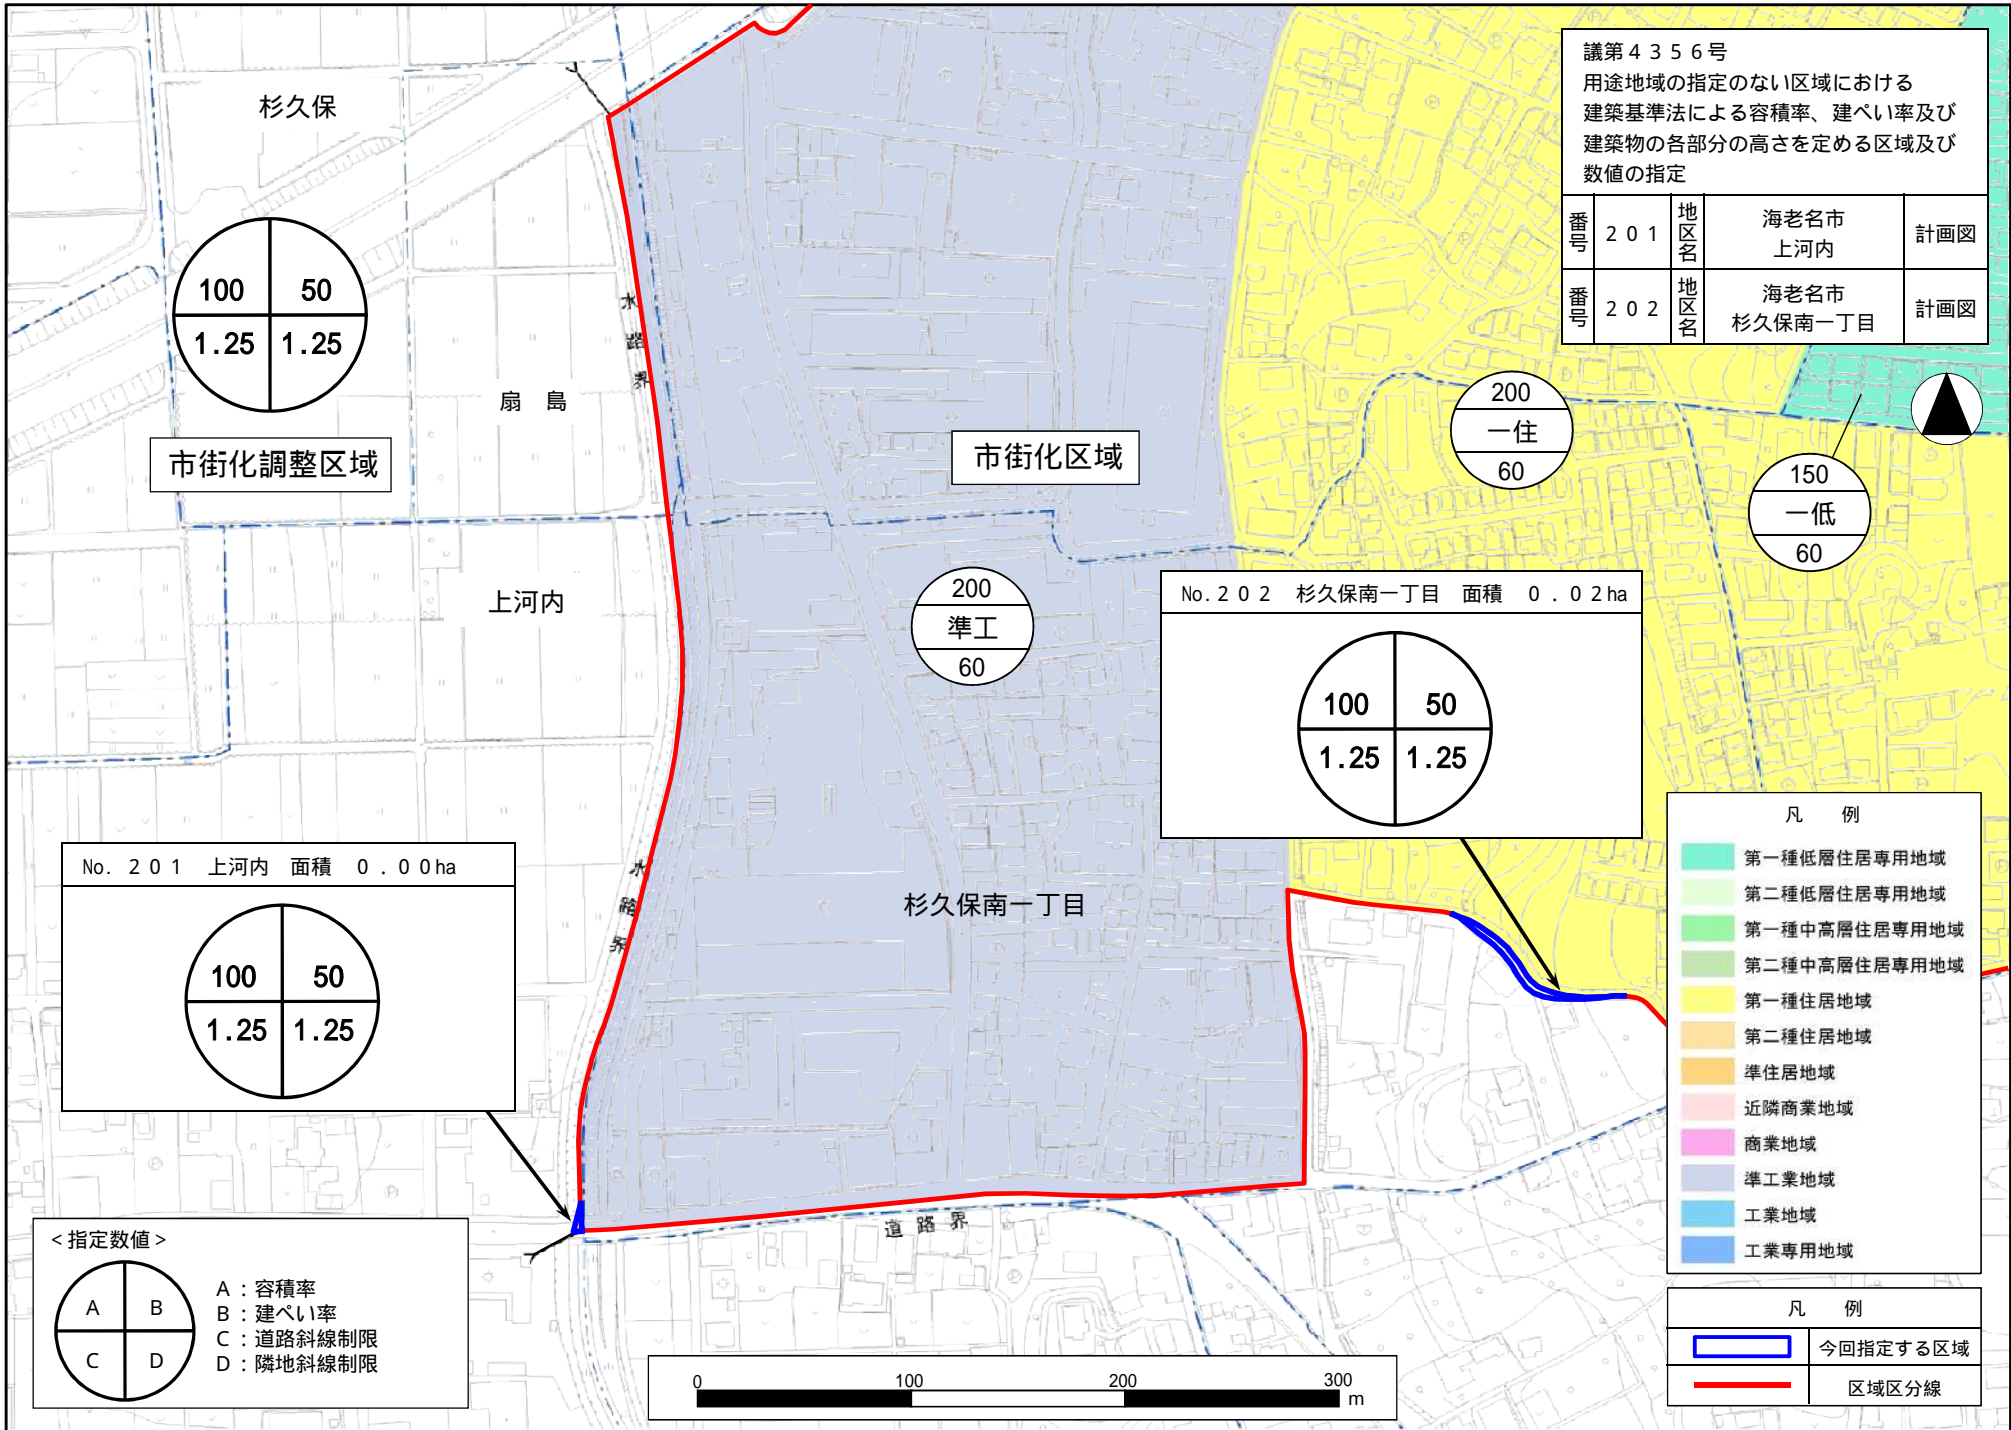 議第４３５６号
用途地域の指定のない区域における
建築基準法による容積率、建ぺい率及び
建築物の各部分の高さを定める区域及び
数値の指定
番号 ２０１ 地区名 海老名市 上河内 計画図
番号 ２０２ 地区名 海老名市 杉久保南一丁目 計画図
杉久保
100 50
1.25 1.25
市街化調整区域
扇島
水路界
市街化区域
200
一住
60
150
一低
60
上河内
200
準工
60
No.２０２ 杉久保南一丁目 面積 ０．０２ha
100 50
1.25 1.25
No.２０１ 上河内 面積 ０．００ha
100 50
1.25 1.25
水路界
杉久保南一丁目
道路界
凡 例
第一種低層住居専用地域
第二種低層住居専用地域
第一種中高層住居専用地域
第二種中高層住居専用地域
第一種住居地域
第二種住居地域
準住居地域
近隣商業地域
商業地域
準工業地域
工業地域
工業専用地域
凡 例
今回指定する区域
区域区分線
＜指定数値＞
A B
C D
A：容積率
B：建ぺい率
C：道路斜線制限
D：隣地斜線制限
0 100 200 300
m